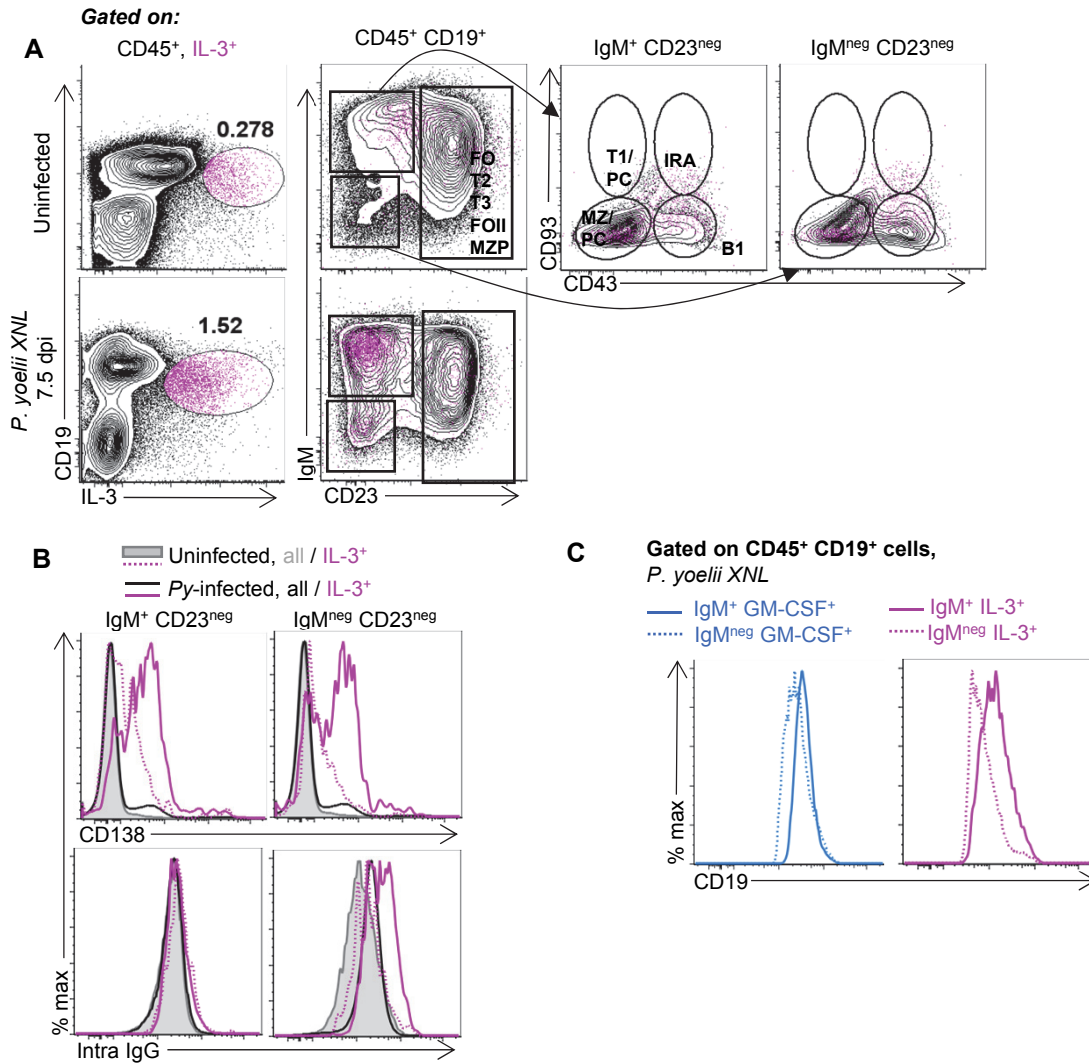 Gated on:
A
CD45⁺, IL-3⁺
CD45⁺ CD19⁺
IgM⁺ CD23ⁿᵉᵍ
IgMⁿᵉᵍ CD23ⁿᵉᵍ
Uninfected
0.278
FO
T2
T3
FOII
MZP
CD93
T1/
PC
IRA
MZ/
PC
B1
CD43
P. yoelii XNL
7.5 dpi
1.52
CD19
IL-3
IgM
CD23
B
Uninfected, all / IL-3⁺
Py-infected, all / IL-3⁺
IgM⁺ CD23ⁿᵉᵍ
IgMⁿᵉᵍ CD23ⁿᵉᵍ
% max
CD138
% max
Intra IgG
C
Gated on CD45⁺ CD19⁺ cells,
P. yoelii XNL
IgM⁺ GM-CSF⁺
IgM⁺ IL-3⁺
IgMⁿᵉᵍ GM-CSF⁺
IgMⁿᵉᵍ IL-3⁺
% max
CD19